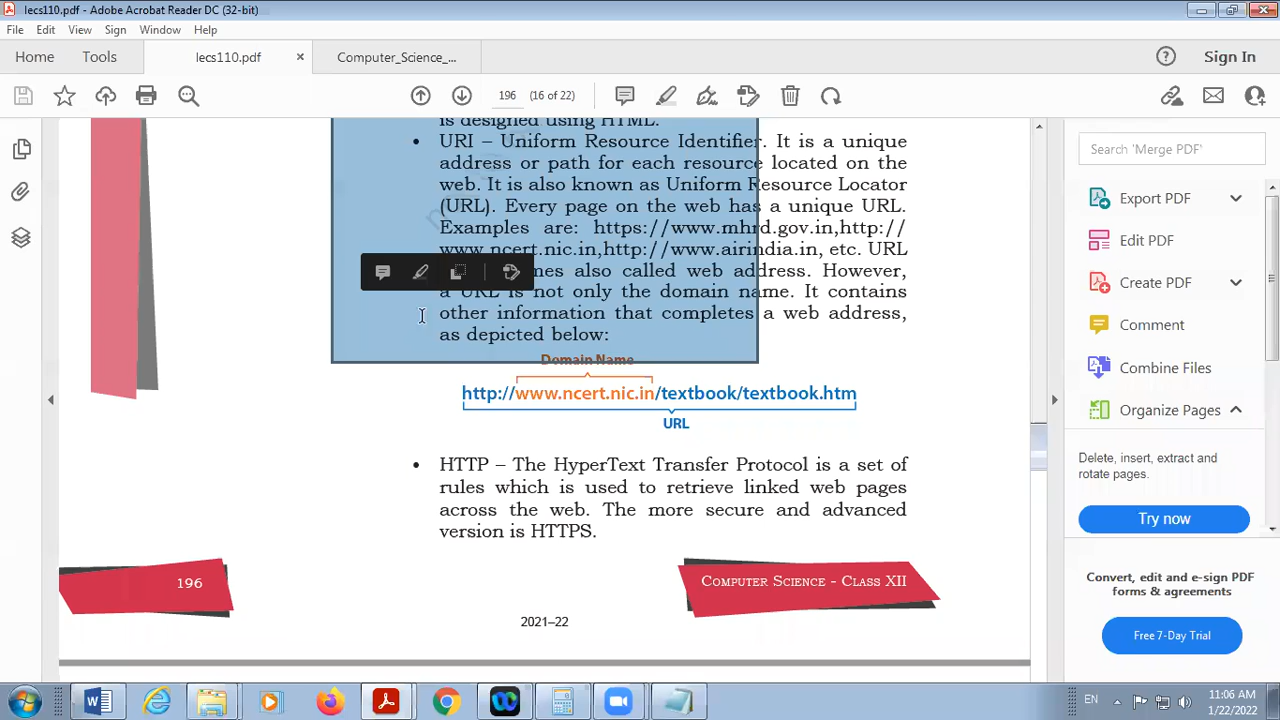 lecs110.pdf - Adobe Acrobat Reader DC (32-bit)
File Edit View Sign Window Help
Home Tools lecs110.pdf × Computer_Science_... Sign In
196 (16 of 22)
is designed using HTML.
• URI – Uniform Resource Identifier. It is a unique
address or path for each resource located on the
web. It is also known as Uniform Resource Locator
(URL). Every page on the web has a unique URL.
Examples are: https://www.mhrd.gov.in,http://
www.ncert.nic.in,http://www.airindia.in, etc. URL
nes also called web address. However,
a URL is not only the domain name. It contains
other information that completes a web address,
as depicted below:
Domain Name
http://www.ncert.nic.in/textbook/textbook.htm
URL
• HTTP – The HyperText Transfer Protocol is a set of
rules which is used to retrieve linked web pages
across the web. The more secure and advanced
version is HTTPS.
196
Computer Science - Class XII
2021–22
Search 'Merge PDF'
Export PDF
Edit PDF
Create PDF
Comment
Combine Files
Organize Pages
Delete, insert, extract and
rotate pages.
Try now
Convert, edit and e-sign PDF
forms & agreements
Free 7-Day Trial
EN
11:06 AM
1/22/2022